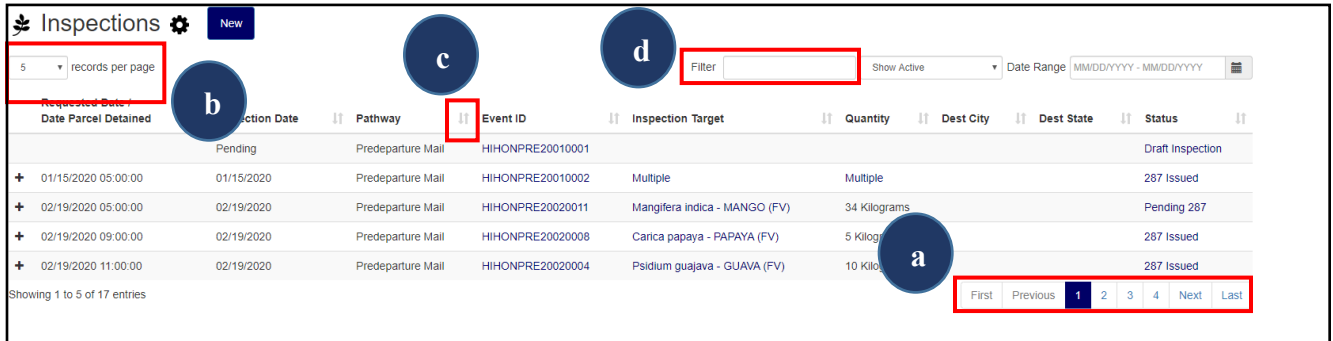 Inspections New
c
d
5 records per page
Filter Show Active Date Range MM/DD/YYYY - MM/DD/YYYY
b
Requested Date /
Date Parcel Detained Inspection Date Pathway Event ID Inspection Target Quantity Dest City Dest State Status
Pending Predeparture Mail HIHONPRE20010001 Draft Inspection
+ 01/15/2020 05:00:00 01/15/2020 Predeparture Mail HIHONPRE20010002 Multiple Multiple 287 Issued
+ 02/19/2020 05:00:00 02/19/2020 Predeparture Mail HIHONPRE20020011 Mangifera indica - MANGO (FV) 34 Kilograms Pending 287
+ 02/19/2020 09:00:00 02/19/2020 Predeparture Mail HIHONPRE20020008 Carica papaya - PAPAYA (FV) 5 Kilog 287 Issued
a
+ 02/19/2020 11:00:00 02/19/2020 Predeparture Mail HIHONPRE20020004 Psidium guajava - GUAVA (FV) 10 Kilo 287 Issued
Showing 1 to 5 of 17 entries First Previous 1 2 3 4 Next Last